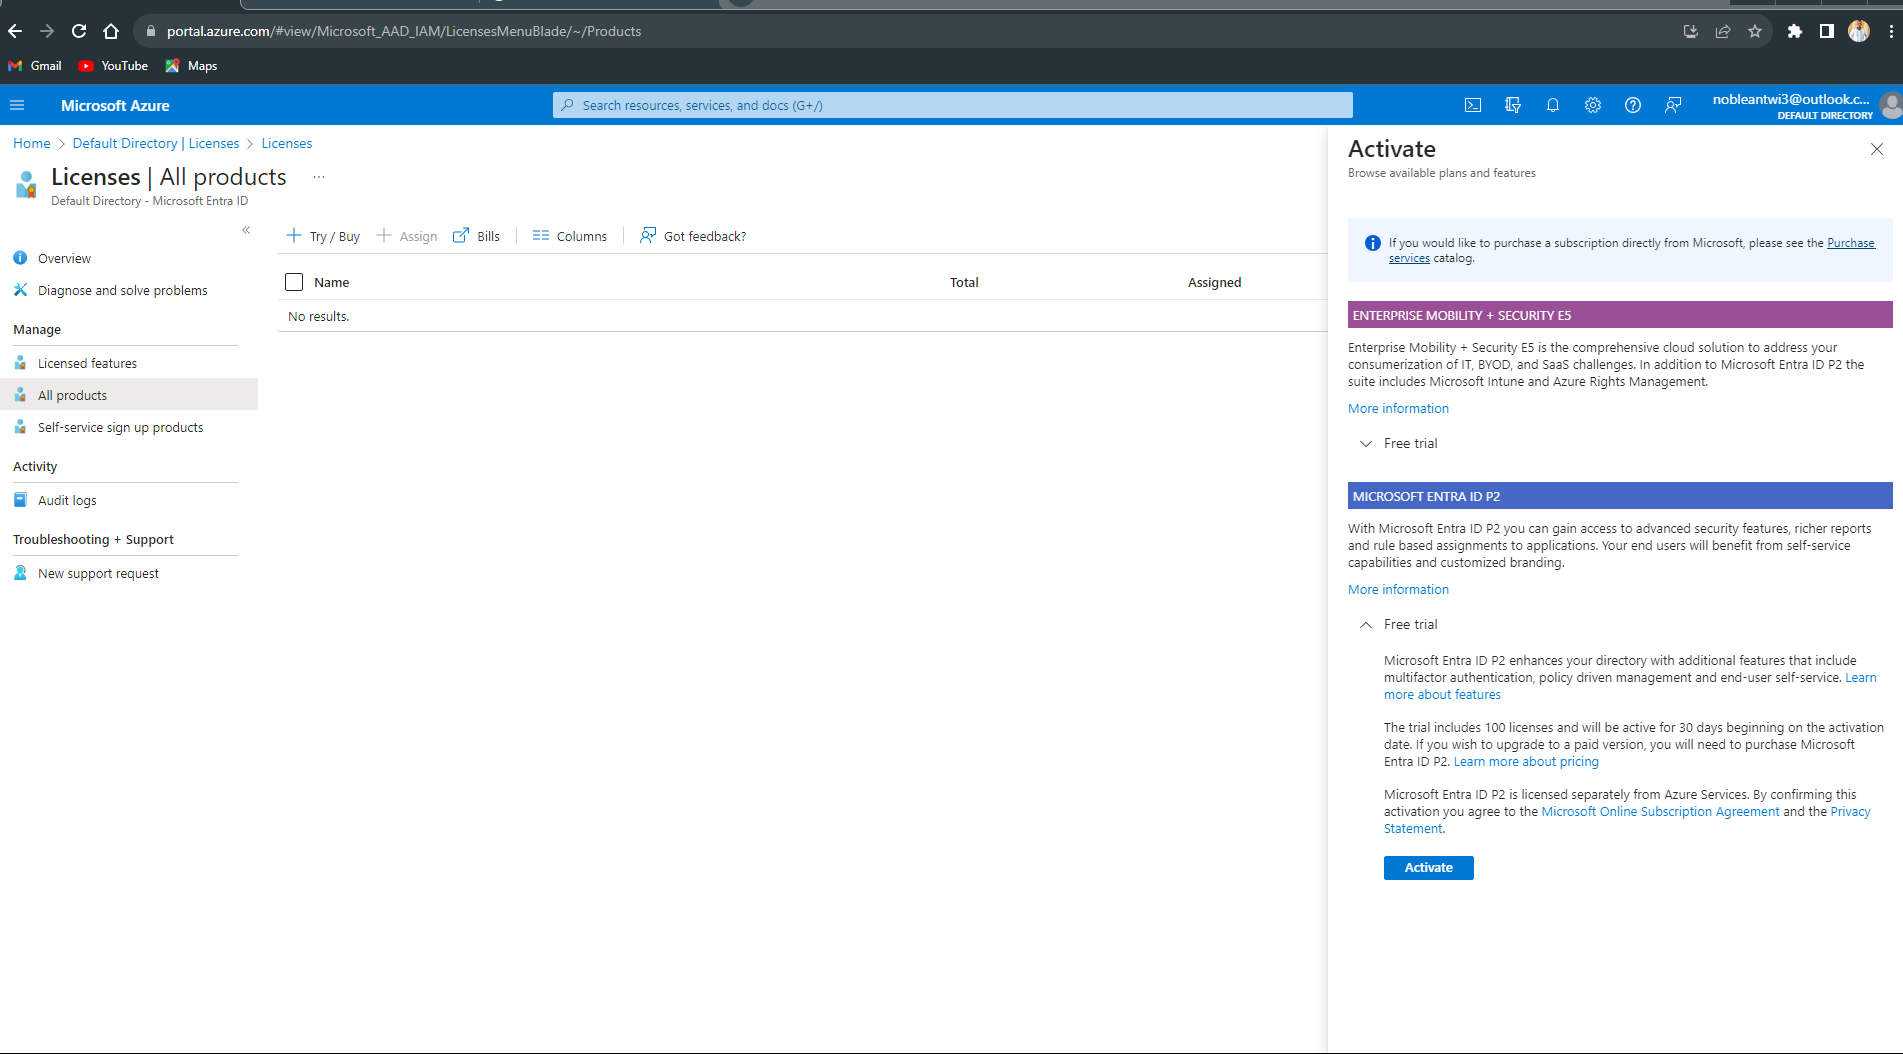 portal.azure.com/#view/Microsoft_AAD_IAM/LicensesMenuBlade/~/Products
Gmail YouTube Maps
Microsoft Azure
Search resources, services, and docs (G+/)
nobleantwi3@outlook.c...
DEFAULT DIRECTORY
Home > Default Directory | Licenses > Licenses
Licenses | All products ...
Default Directory - Microsoft Entra ID
«
Overview
Diagnose and solve problems
Manage
Licensed features
All products
Self-service sign up products
Activity
Audit logs
Troubleshooting + Support
New support request
Try / Buy Assign Bills Columns Got feedback?
Name Total Assigned
No results.
Activate
Browse available plans and features
If you would like to purchase a subscription directly from Microsoft, please see the Purchase
services catalog.
ENTERPRISE MOBILITY + SECURITY E5
Enterprise Mobility + Security E5 is the comprehensive cloud solution to address your
consumerization of IT, BYOD, and SaaS challenges. In addition to Microsoft Entra ID P2 the
suite includes Microsoft Intune and Azure Rights Management.
More information
Free trial
MICROSOFT ENTRA ID P2
With Microsoft Entra ID P2 you can gain access to advanced security features, richer reports
and rule based assignments to applications. Your end users will benefit from self-service
capabilities and customized branding.
More information
Free trial
Microsoft Entra ID P2 enhances your directory with additional features that include
multifactor authentication, policy driven management and end-user self-service. Learn
more about features
The trial includes 100 licenses and will be active for 30 days beginning on the activation
date. If you wish to upgrade to a paid version, you will need to purchase Microsoft
Entra ID P2. Learn more about pricing
Microsoft Entra ID P2 is licensed separately from Azure Services. By confirming this
activation you agree to the Microsoft Online Subscription Agreement and the Privacy
Statement.
Activate